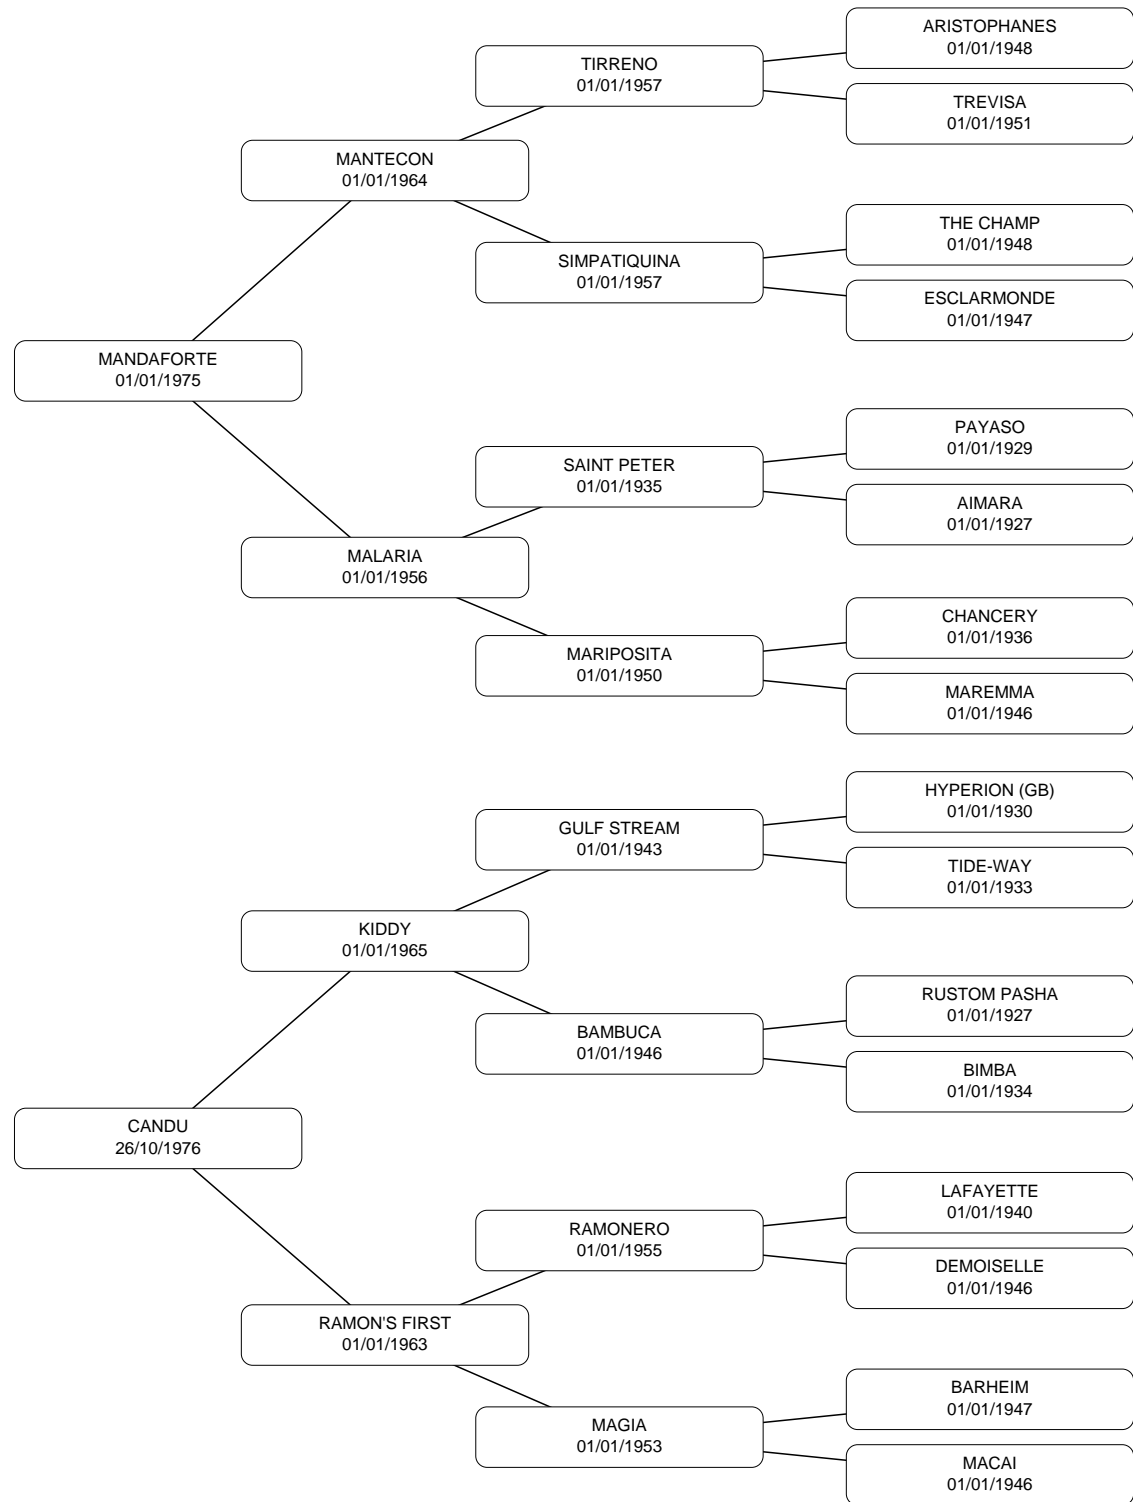 ARISTOPHANES
01/01/1948
TIRRENO
01/01/1957
TREVISA
01/01/1951
MANTECON
01/01/1964
THE CHAMP
01/01/1948
SIMPATIQUINA
01/01/1957
ESCLARMONDE
01/01/1947
MANDAFORTE
01/01/1975
PAYASO
01/01/1929
SAINT PETER
01/01/1935
AIMARA
01/01/1927
MALARIA
01/01/1956
CHANCERY
01/01/1936
MARIPOSITA
01/01/1950
MAREMMA
01/01/1946
HYPERION (GB)
01/01/1930
GULF STREAM
01/01/1943
TIDE-WAY
01/01/1933
KIDDY
01/01/1965
RUSTOM PASHA
01/01/1927
BAMBUCA
01/01/1946
BIMBA
01/01/1934
CANDU
26/10/1976
LAFAYETTE
01/01/1940
RAMONERO
01/01/1955
DEMOISELLE
01/01/1946
RAMON'S FIRST
01/01/1963
BARHEIM
01/01/1947
MAGIA
01/01/1953
MACAI
01/01/1946